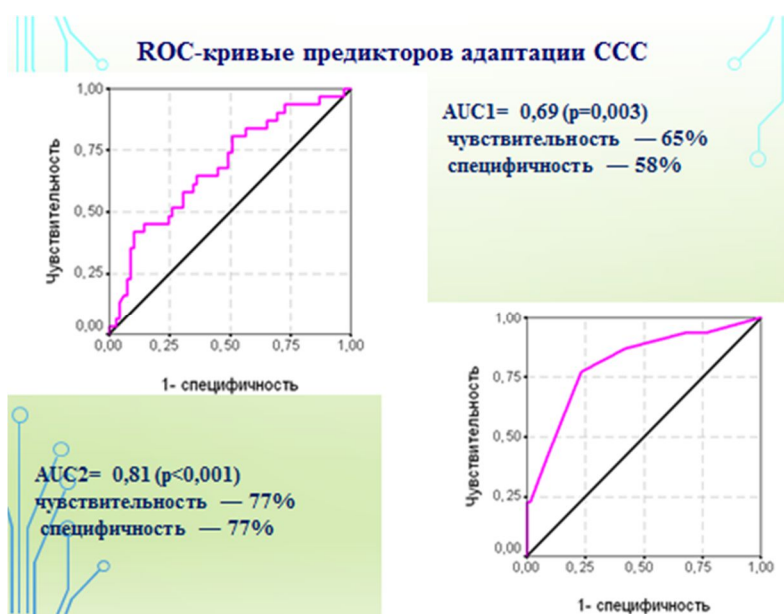 ROC-кривые предикторов адаптации ССС
1,00
0,75
0,50
0,25
0,00
Чувствительность
0,00 0,25 0,50 0,75 1,00
1- специфичность
AUC1= 0,69 (p=0,003)
чувствительность — 65%
специфичность — 58%
AUC2= 0,81 (p<0,001)
чувствительность — 77%
специфичность — 77%
1,00
0,75
0,50
0,25
0,00
Чувствительность
0,00 0,25 0,50 0,75 1,00
1- специфичность